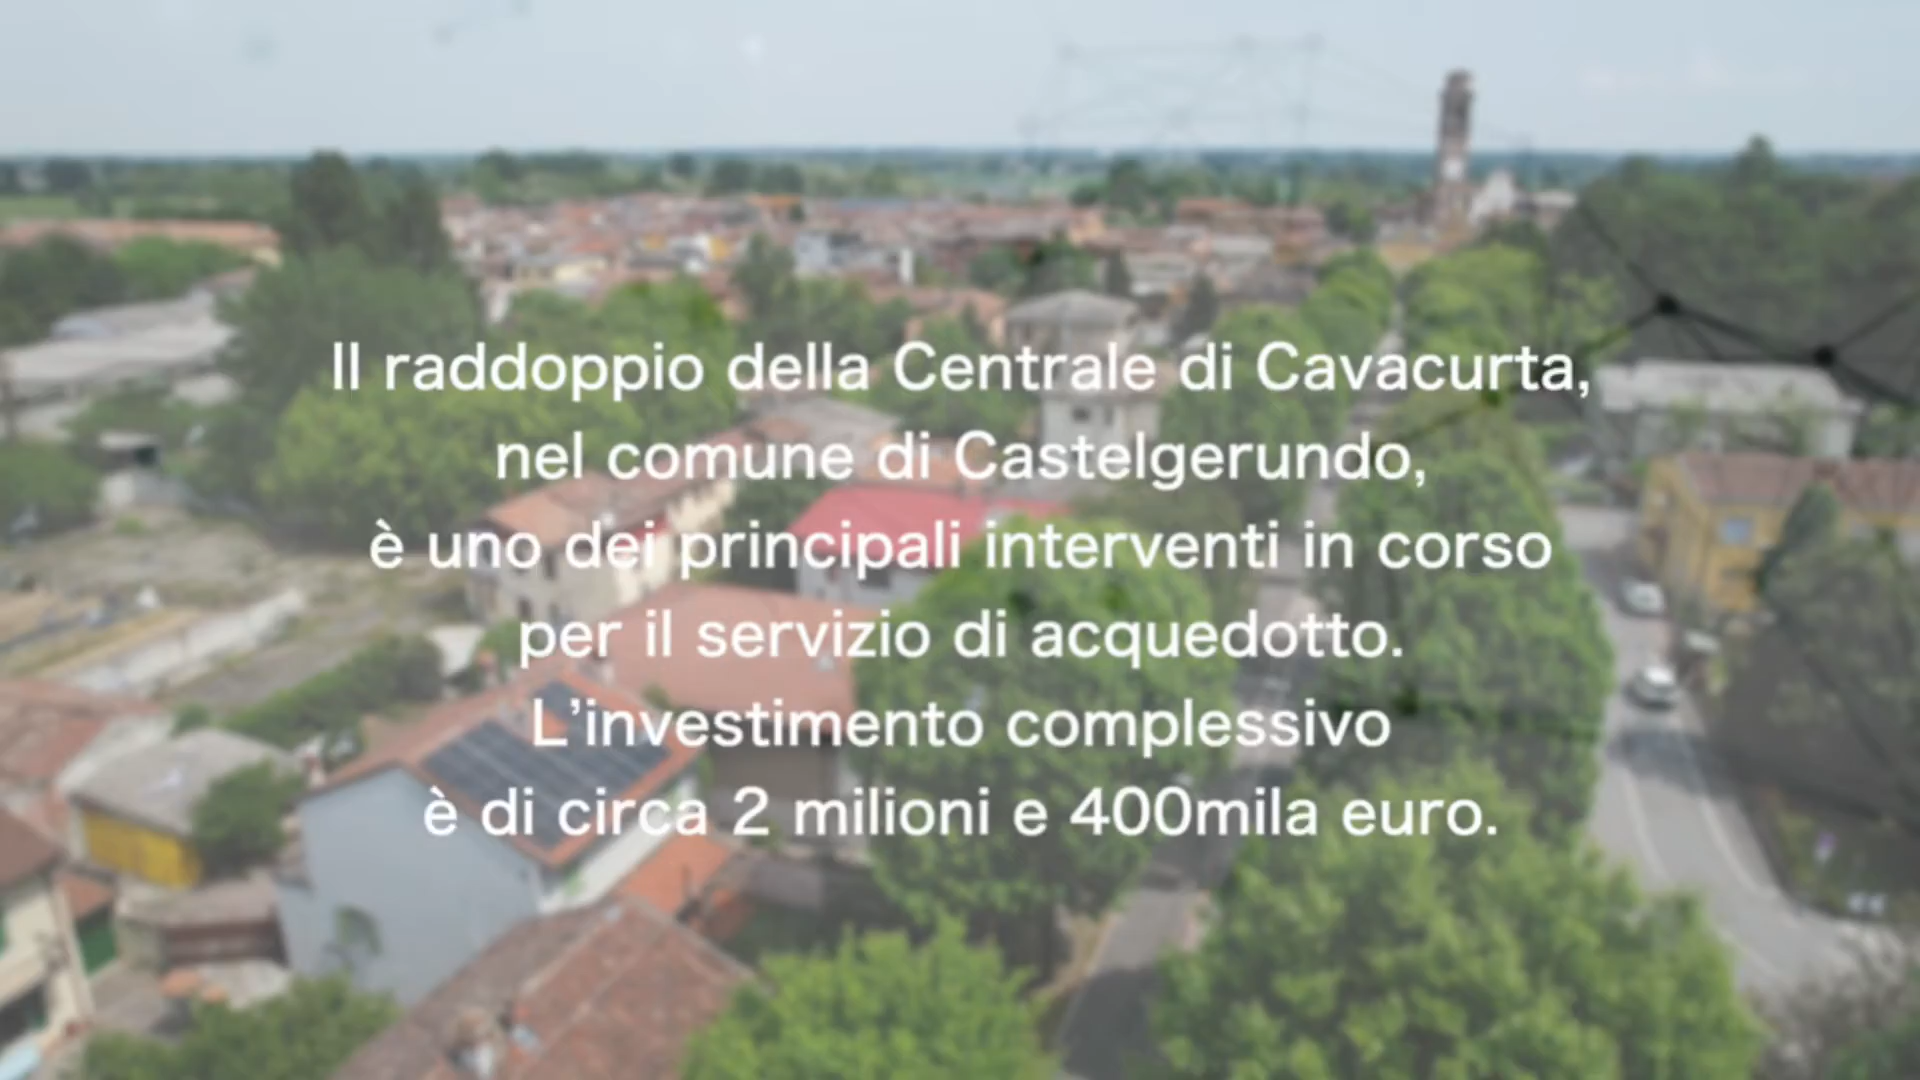 Il raddoppio della Centrale di Cavacurta,
nel comune di Castelgerundo,
è uno dei principali interventi in corso
per il servizio di acquedotto.
L’investimento complessivo
è di circa 2 milioni e 400mila euro.